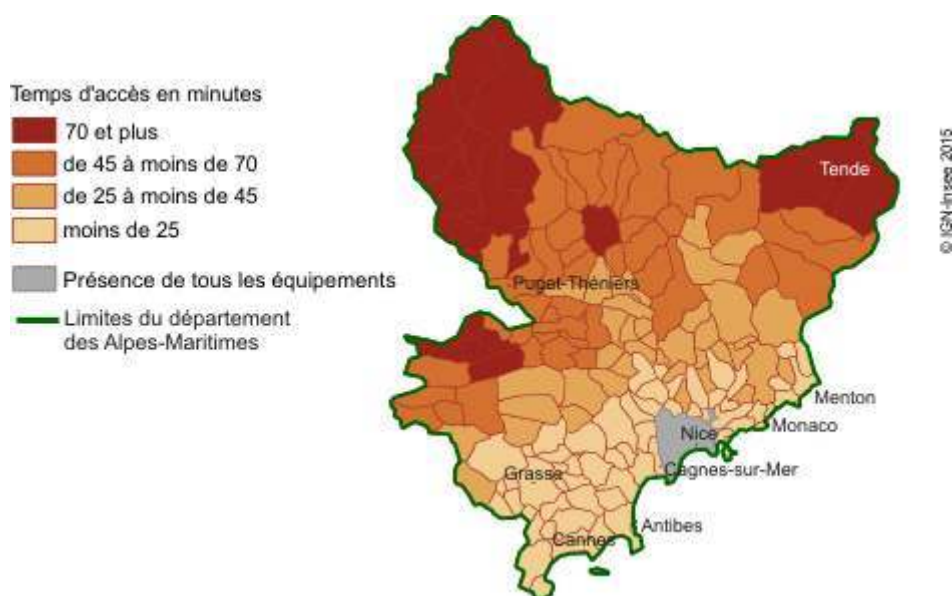 Temps d'accès en minutes
70 et plus
de 45 à moins de 70
de 25 à moins de 45
moins de 25
Présence de tous les équipements
Limites du département
des Alpes-Maritimes
Tende
Puget-Théniers
Menton
Monaco
Nice
Cagnes-sur-Mer
Grasse
Antibes
Cannes
© IGN-Insee 2015